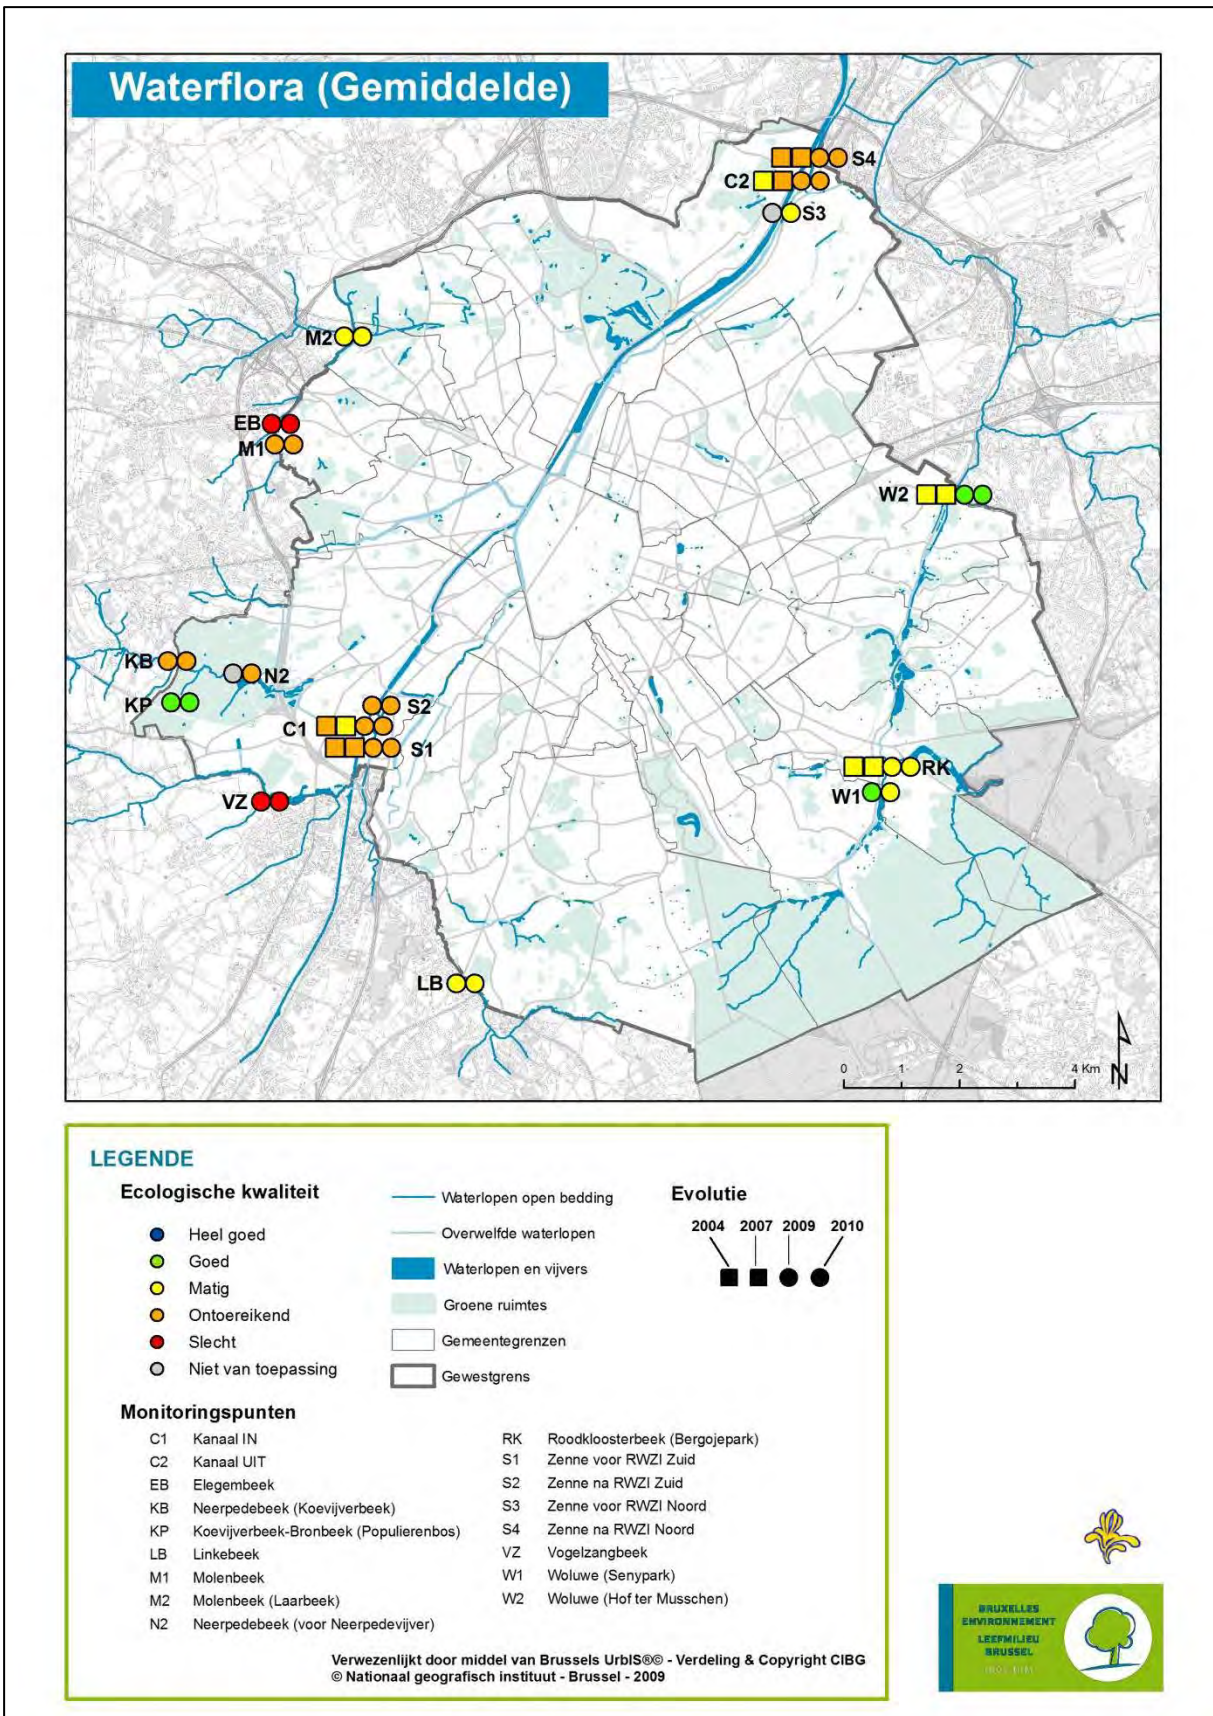 Waterflora (Gemiddelde)
S4
C2
S3
M2
EB
M1
W2
KB
N2
KP
S2
C1
S1
RK
W1
VZ
LB
0 1 2 4 Km
N
LEGENDE
Ecologische kwaliteit
Heel goed
Goed
Matig
Ontoereikend
Slecht
Niet van toepassing
Waterlopen open bedding
Overwelfde waterlopen
Waterlopen en vijvers
Groene ruimtes
Gemeentegrenzen
Gewestgrens
Evolutie
2004 2007 2009 2010
Monitoringspunten
C1 Kanaal IN
C2 Kanaal UIT
EB Elegembeek
KB Neerpedebeek (Koevijverbeek)
KP Koevijverbeek-Bronbeek (Populierenbos)
LB Linkebeek
M1 Molenbeek
M2 Molenbeek (Laarbeek)
N2 Neerpedebeek (voor Neerpedevijver)
RK Roodkloosterbeek (Bergojepark)
S1 Zenne voor RWZI Zuid
S2 Zenne na RWZI Zuid
S3 Zenne voor RWZI Noord
S4 Zenne na RWZI Noord
VZ Vogelzangbeek
W1 Woluwe (Senypark)
W2 Woluwe (Hof ter Musschen)
Verwezenlijkt door middel van Brussels UrbIS®© - Verdeling & Copyright CIBG
© Nationaal geografisch instituut - Brussel - 2009
BRUXELLES
ENVIRONNEMENT
LEEFMILIEU
BRUSSEL